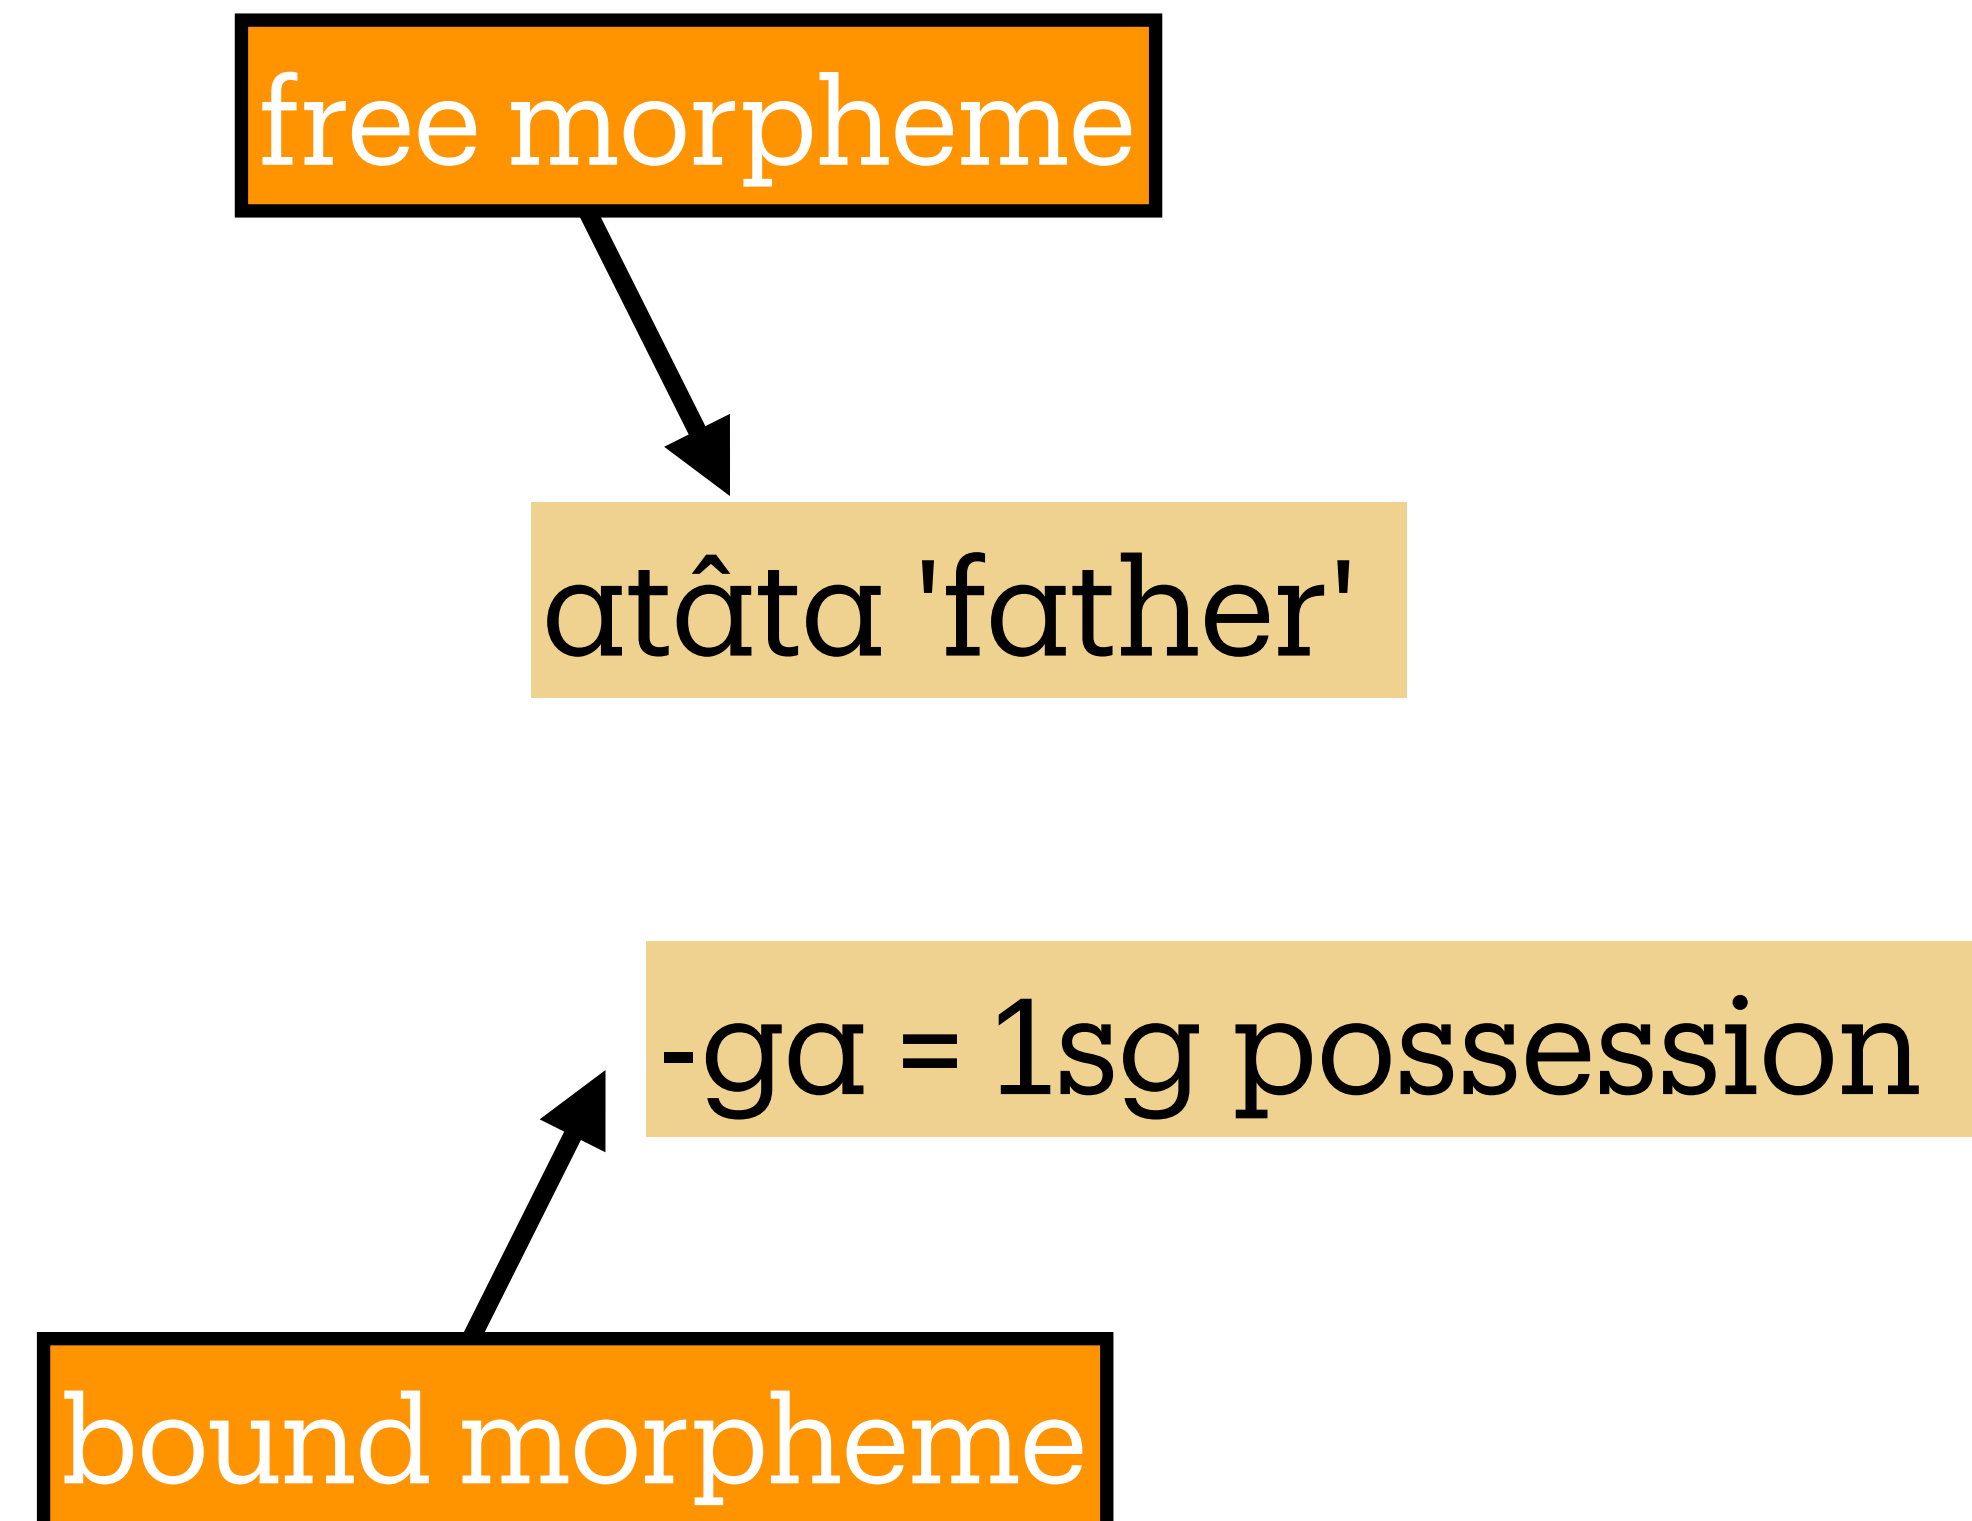 free morpheme
atâta 'father'
-ga = 1sg possession
bound morpheme